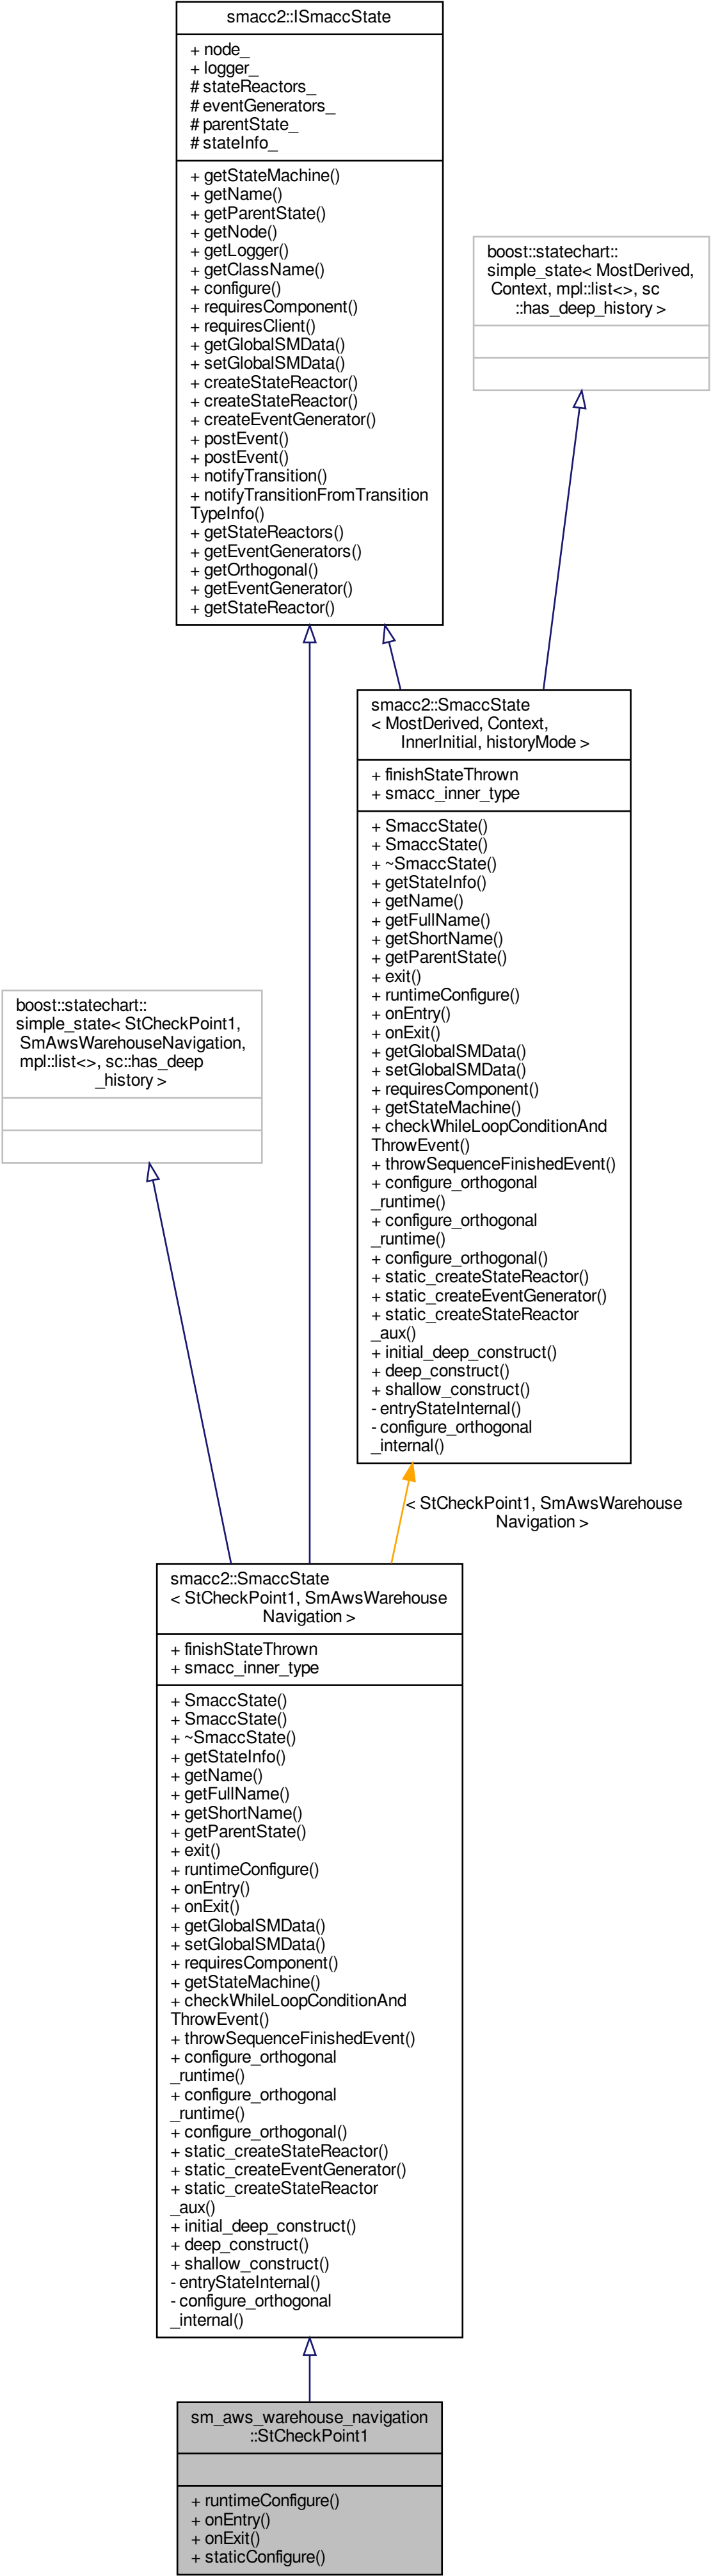 smacc2::ISmaccState
+ node_
+ logger_
# stateReactors_
# eventGenerators_
# parentState_
# stateInfo_
+ getStateMachine()
+ getName()
+ getParentState()
+ getNode()
+ getLogger()
+ getClassName()
+ configure()
+ requiresComponent()
+ requiresClient()
+ getGlobalSMData()
+ setGlobalSMData()
+ createStateReactor()
+ createStateReactor()
+ createEventGenerator()
+ postEvent()
+ postEvent()
+ notifyTransition()
+ notifyTransitionFromTransition
TypeInfo()
+ getStateReactors()
+ getEventGenerators()
+ getOrthogonal()
+ getEventGenerator()
+ getStateReactor()
boost::statechart::
simple_state< MostDerived,
Context, mpl::list<>, sc
::has_deep_history >
smacc2::SmaccState
< MostDerived, Context,
InnerInitial, historyMode >
+ finishStateThrown
+ smacc_inner_type
+ SmaccState()
+ SmaccState()
+ ~SmaccState()
+ getStateInfo()
+ getName()
+ getFullName()
+ getShortName()
+ getParentState()
+ exit()
+ runtimeConfigure()
+ onEntry()
+ onExit()
+ getGlobalSMData()
+ setGlobalSMData()
+ requiresComponent()
+ getStateMachine()
+ checkWhileLoopConditionAnd
ThrowEvent()
+ throwSequenceFinishedEvent()
+ configure_orthogonal
_runtime()
+ configure_orthogonal
_runtime()
+ configure_orthogonal()
+ static_createStateReactor()
+ static_createEventGenerator()
+ static_createStateReactor
_aux()
+ initial_deep_construct()
+ deep_construct()
+ shallow_construct()
- entryStateInternal()
- configure_orthogonal
_internal()
boost::statechart::
simple_state< StCheckPoint1,
SmAwsWarehouseNavigation,
mpl::list<>, sc::has_deep
_history >
< StCheckPoint1, SmAwsWarehouse
Navigation >
smacc2::SmaccState
< StCheckPoint1, SmAwsWarehouse
Navigation >
+ finishStateThrown
+ smacc_inner_type
+ SmaccState()
+ SmaccState()
+ ~SmaccState()
+ getStateInfo()
+ getName()
+ getFullName()
+ getShortName()
+ getParentState()
+ exit()
+ runtimeConfigure()
+ onEntry()
+ onExit()
+ getGlobalSMData()
+ setGlobalSMData()
+ requiresComponent()
+ getStateMachine()
+ checkWhileLoopConditionAnd
ThrowEvent()
+ throwSequenceFinishedEvent()
+ configure_orthogonal
_runtime()
+ configure_orthogonal
_runtime()
+ configure_orthogonal()
+ static_createStateReactor()
+ static_createEventGenerator()
+ static_createStateReactor
_aux()
+ initial_deep_construct()
+ deep_construct()
+ shallow_construct()
- entryStateInternal()
- configure_orthogonal
_internal()
sm_aws_warehouse_navigation
::StCheckPoint1
+ runtimeConfigure()
+ onEntry()
+ onExit()
+ staticConfigure()